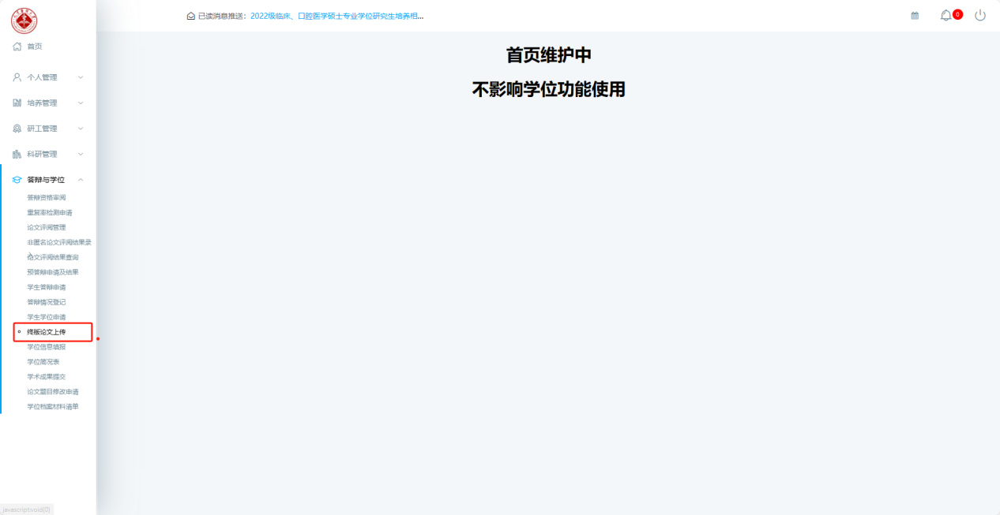 已读消息推送：2022级临床、口腔医学硕士专业学位研究生培养相...
0
首页
个人管理
培养管理
研工管理
科研管理
答辩与学位
答辩资格审阅
重复率检测申请
论文评阅管理
非匿名论文评阅结果录
论文评阅结果查询
预答辩申请及结果
学生答辩申请
答辩情况登记
学生学位申请
终版论文上传
学位信息填报
学位简况表
学术成果提交
论文题目修改申请
学位档案材料清单
首页维护中
不影响学位功能使用
javascript:void(0)